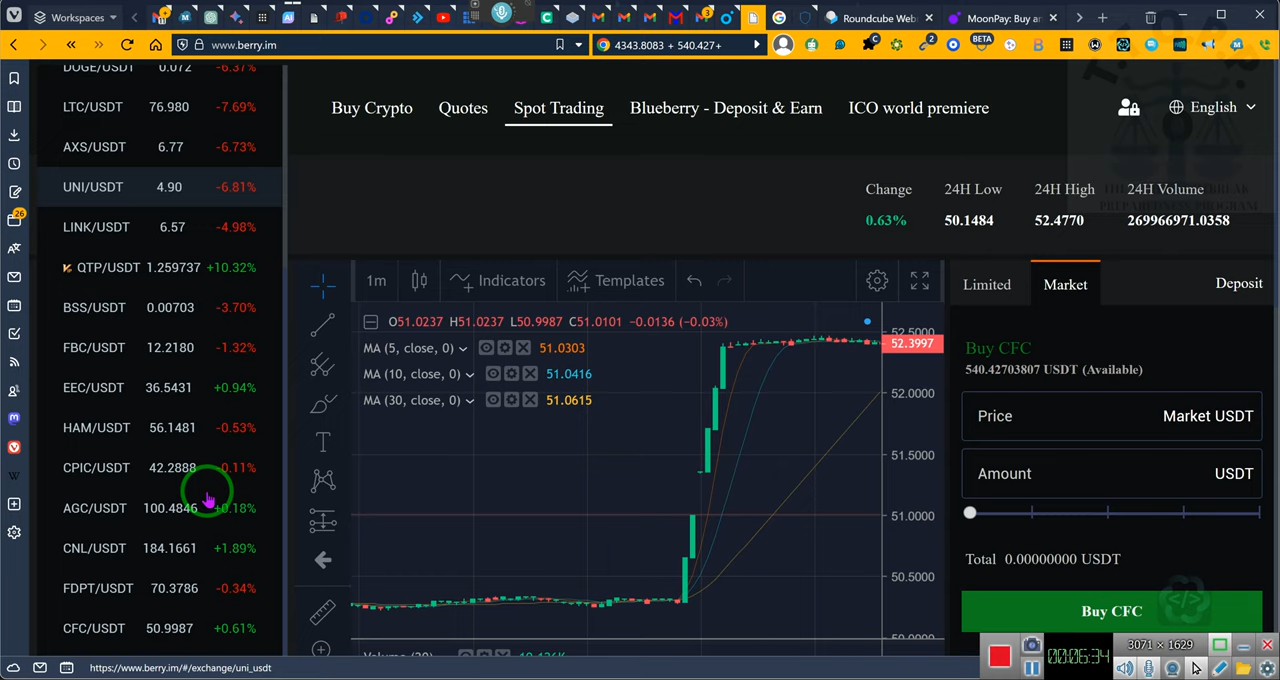 Workspaces
Roundcube Web
MoonPay: Buy ar
www.berry.im
4343.8083 + 540.427+
BETA
2
3
26
DOGE/USDT 0.072 -6.37%
LTC/USDT 76.980 -7.69%
AXS/USDT 6.77 -6.73%
UNI/USDT 4.90 -6.81%
LINK/USDT 6.57 -4.98%
QTP/USDT 1.259737 +10.32%
BSS/USDT 0.00703 -3.70%
FBC/USDT 12.2180 -1.32%
EEC/USDT 36.5431 +0.94%
HAM/USDT 56.1481 -0.53%
CPIC/USDT 42.2888 -0.11%
AGC/USDT 100.4846 +0.18%
CNL/USDT 184.1661 +1.89%
FDPT/USDT 70.3786 -0.34%
CFC/USDT 50.9987 +0.61%
Buy Crypto Quotes Spot Trading Blueberry - Deposit & Earn ICO world premiere English
Change 24H Low 24H High 24H Volume
0.63% 50.1484 52.4770 269966971.0358
1m Indicators Templates
O51.0237 H51.0237 L50.9987 C51.0101 -0.0136 (-0.03%)
MA (5, close, 0) 51.0303
MA (10, close, 0) 51.0416
MA (30, close, 0) 51.0615
52.5000
52.3997
52.0000
51.5000
51.0000
50.5000
50.0000
Limited Market Deposit
Buy CFC
540.42703807 USDT (Available)
Price Market USDT
Amount USDT
Total 0.00000000 USDT
Buy CFC
3071 × 1629
00:06:34
https://www.berry.im/#/exchange/uni_usdt